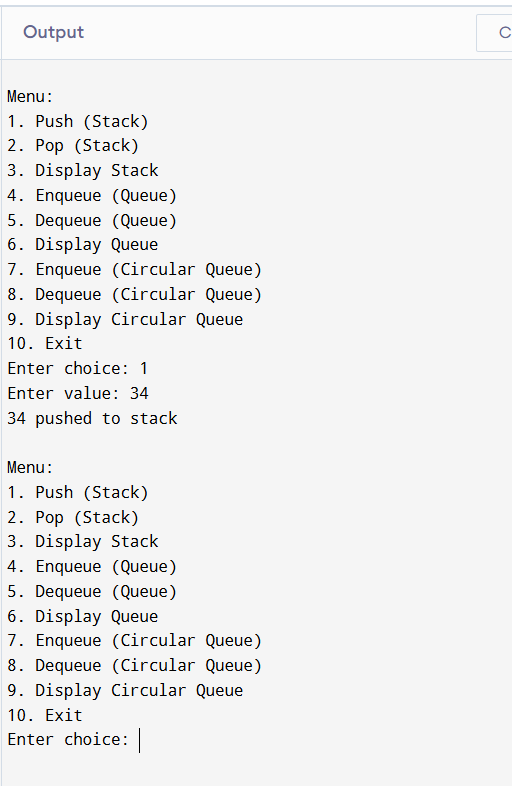 Output
C
Menu:
1. Push (Stack)
2. Pop (Stack)
3. Display Stack
4. Enqueue (Queue)
5. Dequeue (Queue)
6. Display Queue
7. Enqueue (Circular Queue)
8. Dequeue (Circular Queue)
9. Display Circular Queue
10. Exit
Enter choice: 1
Enter value: 34
34 pushed to stack
Menu:
1. Push (Stack)
2. Pop (Stack)
3. Display Stack
4. Enqueue (Queue)
5. Dequeue (Queue)
6. Display Queue
7. Enqueue (Circular Queue)
8. Dequeue (Circular Queue)
9. Display Circular Queue
10. Exit
Enter choice: